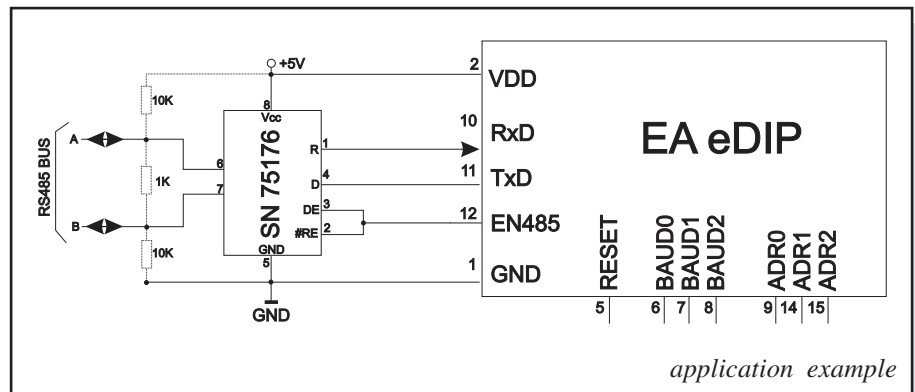 +5V
2
VDD
10K
8
Vcc
10
RxD
EA eDIP
A
6
R
1
11
TxD
RS485 BUS
1K
SN 75176
D
4
7
DE
3
12
EN485
B
#RE
2
10K
GND
5
1
GND
GND
RESET
BAUD0
BAUD1
BAUD2
ADR0
ADR1
ADR2
5
6
7
8
9
14
15
application example